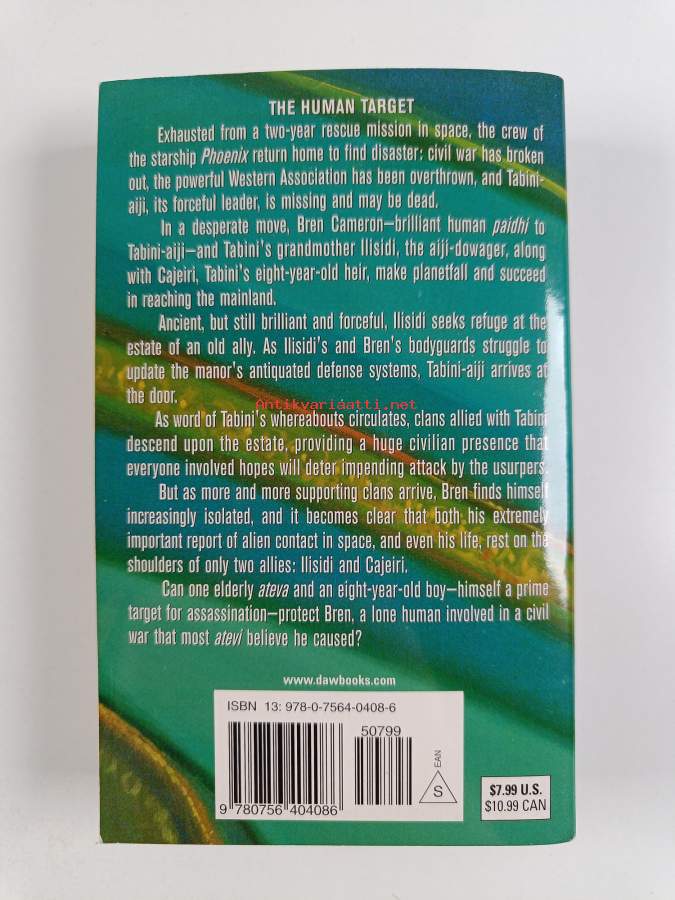 THE HUMAN TARGET
Exhausted from a two-year rescue mission in space, the crew of
the starship Phoenix return home to find disaster: civil war has broken
out, the powerful Western Association has been overthrown, and Tabini-
aiji, its forceful leader, is missing and may be dead.
In a desperate move, Bren Cameron—brilliant human paidhi to
Tabini-aiji—and Tabini's grandmother Ilisidi, the aiji-dowager, along
with Cajeiri, Tabini's eight-year-old heir, make planetfall and succeed
in reaching the mainland.
Ancient, but still brilliant and forceful, Ilisidi seeks refuge at the
estate of an old ally. As Ilisidi's and Bren's bodyguards struggle to
update the manor's antiquated defense systems, Tabini-aiji arrives at
the door.
Antikvariaatti.net
As word of Tabini's whereabouts circulates, clans allied with Tabini
descend upon the estate, providing a huge civilian presence that
everyone involved hopes will deter impending attack by the usurpers.
But as more and more supporting clans arrive, Bren finds himself
increasingly isolated, and it becomes clear that both his extremely
important report of alien contact in space, and even his life, rest on the
shoulders of only two allies: Ilisidi and Cajeiri.
Can one elderly ateva and an eight-year-old boy—himself a prime
target for assassination—protect Bren, a lone human involved in a civil
war that most atevi believe he caused?
www.dawbooks.com
ISBN 13: 978-0-7564-0408-6
50799
9 780756 404086
EAN
S
$7.99 U.S.
$10.99 CAN